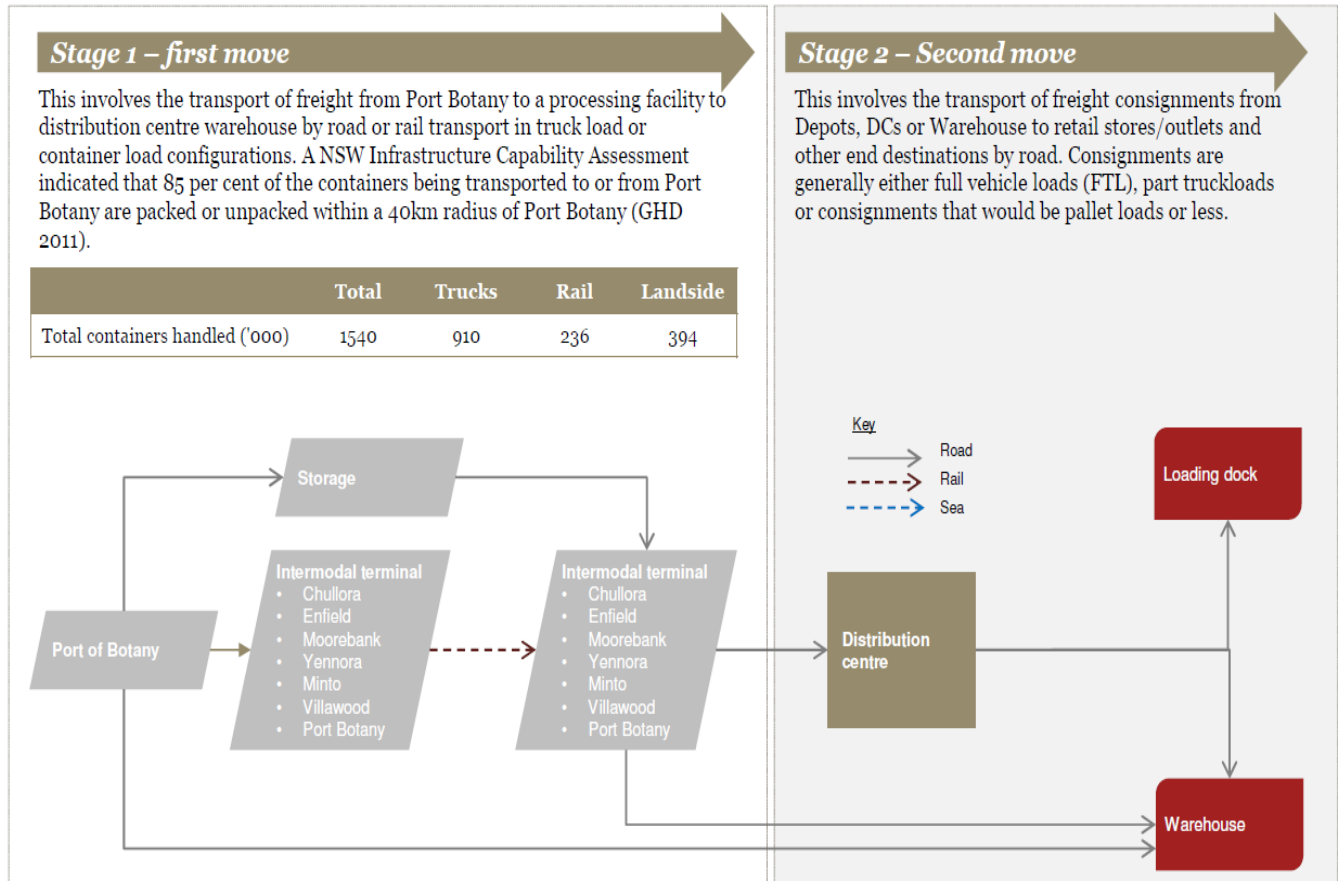 Stage 1 – first move
This involves the transport of freight from Port Botany to a processing facility to
distribution centre warehouse by road or rail transport in truck load or
container load configurations. A NSW Infrastructure Capability Assessment
indicated that 85 per cent of the containers being transported to or from Port
Botany are packed or unpacked within a 40km radius of Port Botany (GHD
2011).
Total Trucks Rail Landside
Total containers handled ('000) 1540 910 236 394
Stage 2 – Second move
This involves the transport of freight consignments from
Depots, DCs or Warehouse to retail stores/outlets and
other end destinations by road. Consignments are
generally either full vehicle loads (FTL), part truckloads
or consignments that would be pallet loads or less.
Key
Road
Rail
Sea
Storage
Port of Botany
Intermodal terminal
• Chullora
• Enfield
• Moorebank
• Yennora
• Minto
• Villawood
• Port Botany
Intermodal terminal
• Chullora
• Enfield
• Moorebank
• Yennora
• Minto
• Villawood
• Port Botany
Distribution
centre
Loading dock
Warehouse